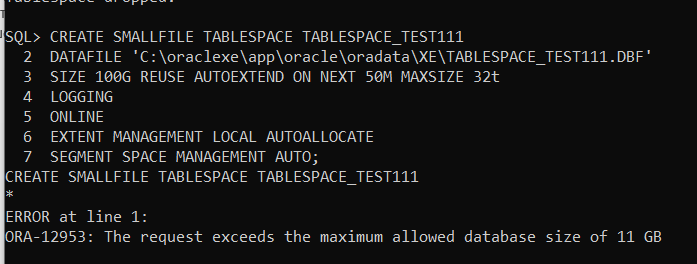 tablespace dropped.
SQL> CREATE SMALLFILE TABLESPACE TABLESPACE_TEST111
2 DATAFILE 'C:\oraclexe\app\oracle\oradata\XE\TABLESPACE_TEST111.DBF'
3 SIZE 100G REUSE AUTOEXTEND ON NEXT 50M MAXSIZE 32t
4 LOGGING
5 ONLINE
6 EXTENT MANAGEMENT LOCAL AUTOALLOCATE
7 SEGMENT SPACE MANAGEMENT AUTO;
CREATE SMALLFILE TABLESPACE TABLESPACE_TEST111
*
ERROR at line 1:
ORA-12953: The request exceeds the maximum allowed database size of 11 GB